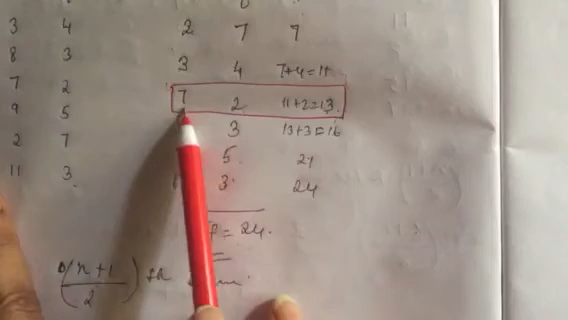 3 4 2 7 7
8 3 3 4 7+4=11
7 2 7 2 11+2=13
9 5 3 13+3=16
2 7 5 21
11 3 3 24
= 24
(n+1 / 2) th